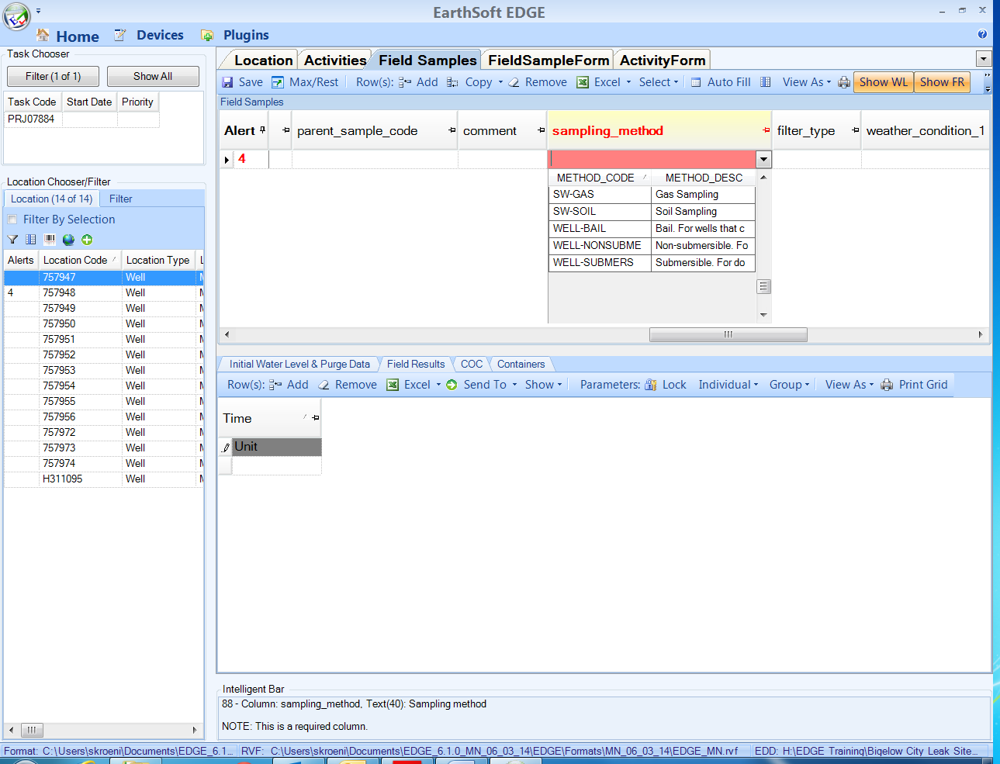 EarthSoft EDGE
Home Devices Plugins
Task Chooser
Filter (1 of 1) Show All
Task Code Start Date Priority
PRJ07884
Location Chooser/Filter
Location (14 of 14) Filter
Filter By Selection
Alerts Location Code Location Type
757947 Well
4 757948 Well
757949 Well
757950 Well
757951 Well
757952 Well
757953 Well
757954 Well
757955 Well
757956 Well
757972 Well
757973 Well
757974 Well
H311095 Well
Location Activities Field Samples FieldSampleForm ActivityForm
Save Max/Rest Row(s): Add Copy Remove Excel Select Auto Fill View As Show WL Show FR
Field Samples
Alert parent_sample_code comment sampling_method filter_type weather_condition_1
4
METHOD_CODE METHOD_DESC
SW-GAS Gas Sampling
SW-SOIL Soil Sampling
WELL-BAIL Bail. For wells that c
WELL-NONSUBME Non-submersible. Fo
WELL-SUBMERS Submersible. For do
Initial Water Level & Purge Data Field Results COC Containers
Row(s): Add Remove Excel Send To Show Parameters: Lock Individual Group View As Print Grid
Time
Unit
Intelligent Bar
88 - Column: sampling_method, Text(40): Sampling method
NOTE: This is a required column.
Format: C:\Users\skroeni\Documents\EDGE_6.1... RVF: C:\Users\skroeni\Documents\EDGE_6.1.0_MN_06_03_14\EDGE\Formats\MN_06_03_14\EDGE_MN.rvf EDD: H:\EDGE Training\Bigelow City Leak Site...